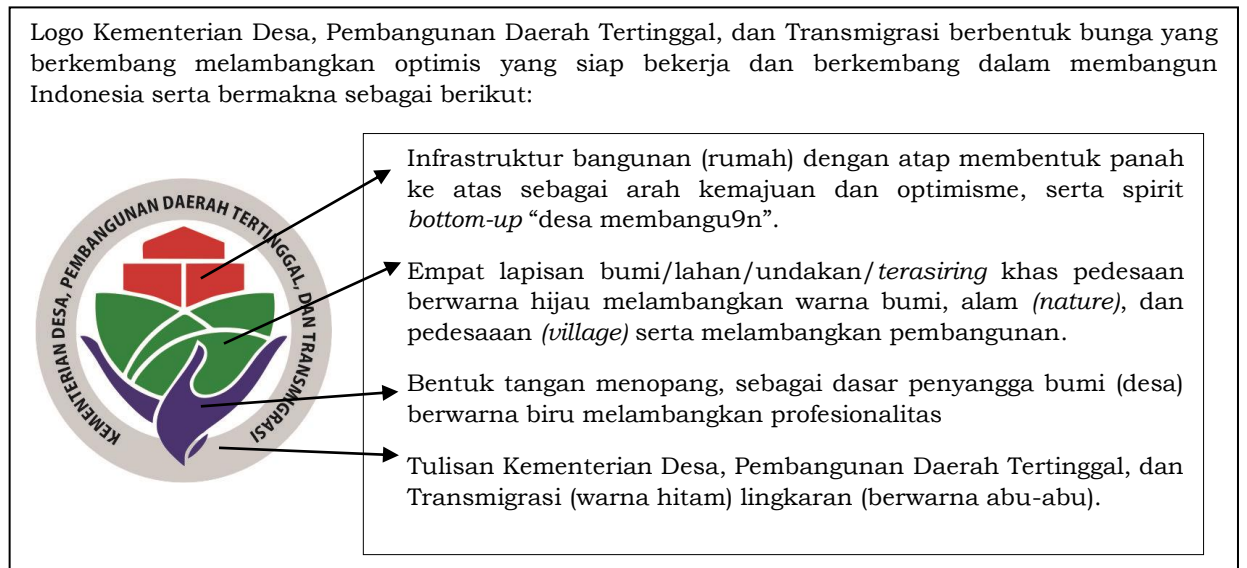 Logo Kementerian Desa, Pembangunan Daerah Tertinggal, dan Transmigrasi berbentuk bunga yang
berkembang melambangkan optimis yang siap bekerja dan berkembang dalam membangun
Indonesia serta bermakna sebagai berikut:
KEMENTERIAN DESA, PEMBANGUNAN DAERAH TERTINGGAL, DAN TRANSMIGRASI
Infrastruktur bangunan (rumah) dengan atap membentuk panah
ke atas sebagai arah kemajuan dan optimisme, serta spirit
bottom-up “desa membangu9n”.
Empat lapisan bumi/lahan/undakan/terasiring khas pedesaan
berwarna hijau melambangkan warna bumi, alam (nature), dan
pedesaaan (village) serta melambangkan pembangunan.
Bentuk tangan menopang, sebagai dasar penyangga bumi (desa)
berwarna biru melambangkan profesionalitas
Tulisan Kementerian Desa, Pembangunan Daerah Tertinggal, dan
Transmigrasi (warna hitam) lingkaran (berwarna abu-abu).